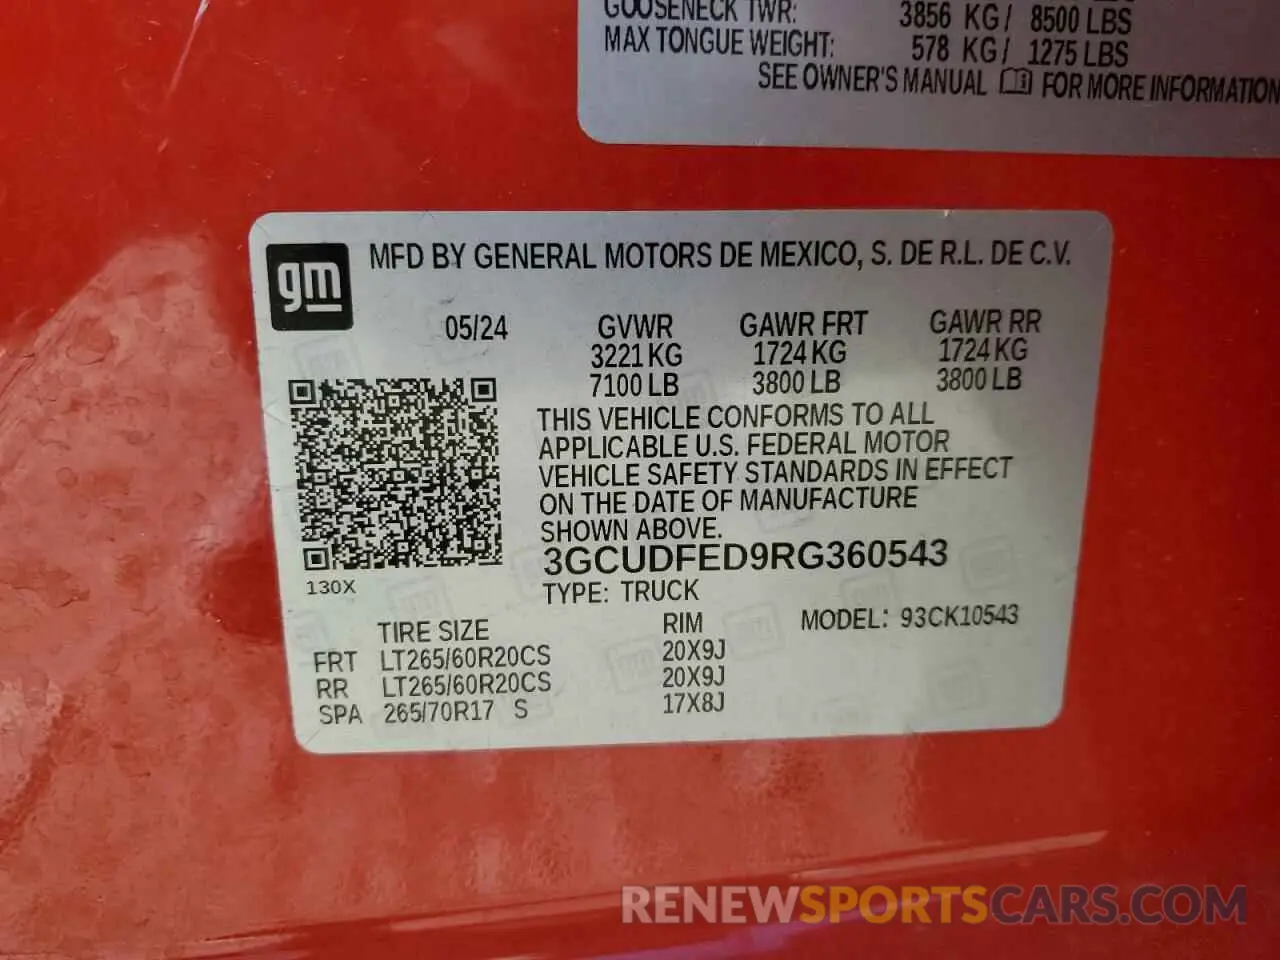 GOOSENECK TWR: 3856 KG/ 8500 LBS
MAX TONGUE WEIGHT: 578 KG/ 1275 LBS
SEE OWNER'S MANUAL FOR MORE INFORMATION
gm
MFD BY GENERAL MOTORS DE MEXICO, S. DE R.L. DE C.V.
05/24 GVWR GAWR FRT GAWR RR
3221 KG 1724 KG 1724 KG
7100 LB 3800 LB 3800 LB
THIS VEHICLE CONFORMS TO ALL
APPLICABLE U.S. FEDERAL MOTOR
VEHICLE SAFETY STANDARDS IN EFFECT
ON THE DATE OF MANUFACTURE
SHOWN ABOVE.
3GCUDFED9RG360543
130X
TYPE: TRUCK
TIRE SIZE RIM MODEL: 93CK10543
FRT LT265/60R20CS 20X9J
RR LT265/60R20CS 20X9J
SPA 265/70R17 S 17X8J
RENEWSPORTSCARS.COM